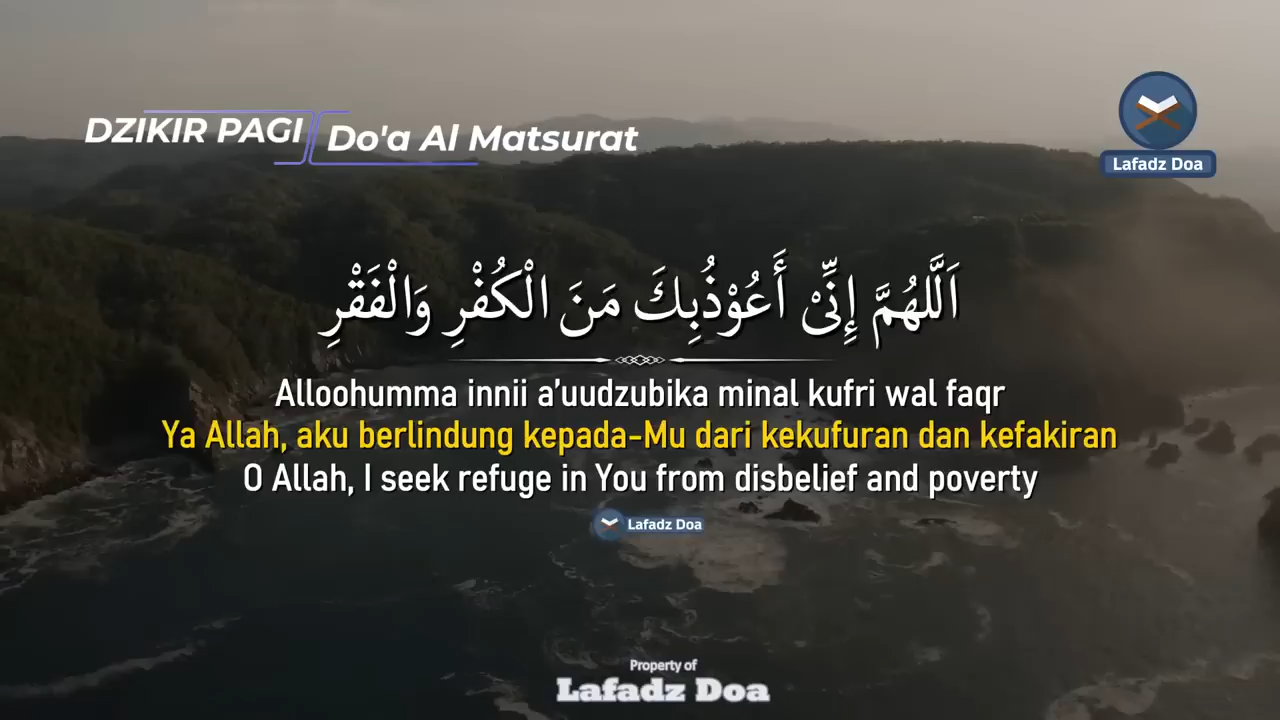 DZIKIR PAGI
Do'a Al Matsurat
Lafadz Doa
اَللَّهُمَّ إِنِّىْ أَعُوْذُبِكَ مَنَ الْكُفْرِ وَالْفَقْرِ
Alloohumma innii a’uudzubika minal kufri wal faqr
Ya Allah, aku berlindung kepada-Mu dari kekufuran dan kefakiran
O Allah, I seek refuge in You from disbelief and poverty
Lafadz Doa
Property of
Lafadz Doa